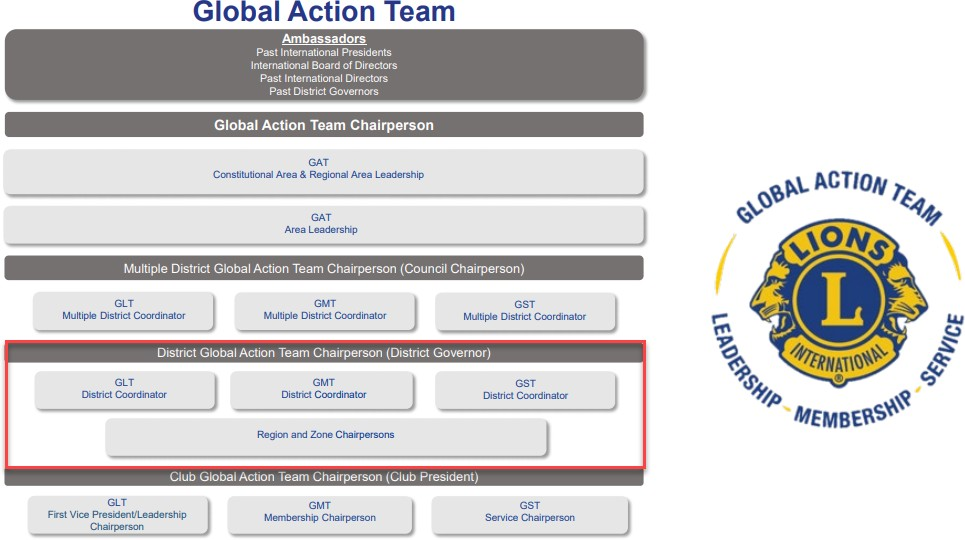 Global Action Team
Ambassadors
Past International Presidents
International Board of Directors
Past International Directors
Past District Governors
Global Action Team Chairperson
GAT
Constitutional Area & Regional Area Leadership
GAT
Area Leadership
Multiple District Global Action Team Chairperson (Council Chairperson)
GLT
Multiple District Coordinator
GMT
Multiple District Coordinator
GST
Multiple District Coordinator
District Global Action Team Chairperson (District Governor)
GLT
District Coordinator
GMT
District Coordinator
GST
District Coordinator
Region and Zone Chairpersons
Club Global Action Team Chairperson (Club President)
GLT
First Vice President/Leadership
Chairperson
GMT
Membership Chairperson
GST
Service Chairperson
GLOBAL ACTION TEAM
LIONS
L
INTERNATIONAL
®
LEADERSHIP - MEMBERSHIP - SERVICE